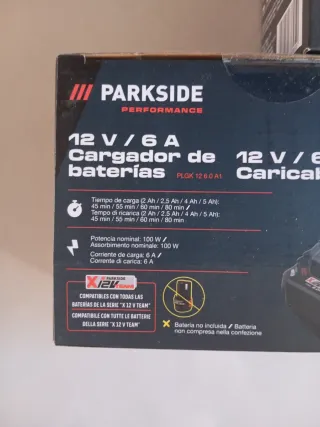 /// PARKSIDE
PERFORMANCE
12 V / 6 A
Cargador de
baterías PLGK 12 6.0 A1
12 V / 6
Caricab
Tiempo de carga (2 Ah / 2.5 Ah / 4 Ah / 5 Ah):
45 min / 55 min / 60 min / 80 min /
Tempo di ricarica (2 Ah / 2.5 Ah / 4 Ah / 5 Ah):
45 min / 55 min / 60 min / 80 min
Potencia nominal: 100 W /
Assorbimento nominale: 100 W
Corriente de carga: 6 A /
Corrente di carica: 6 A
PARKSIDE
X12V TEAM
COMPATIBLES CON TODAS LAS
BATERÍAS DE LA SERIE "X 12 V TEAM"
COMPATIBILE CON TUTTE LE BATTERIE
DELLA SERIE "X 12 V TEAM"
X Batería no incluida / Batteria
non compresa nella confezione